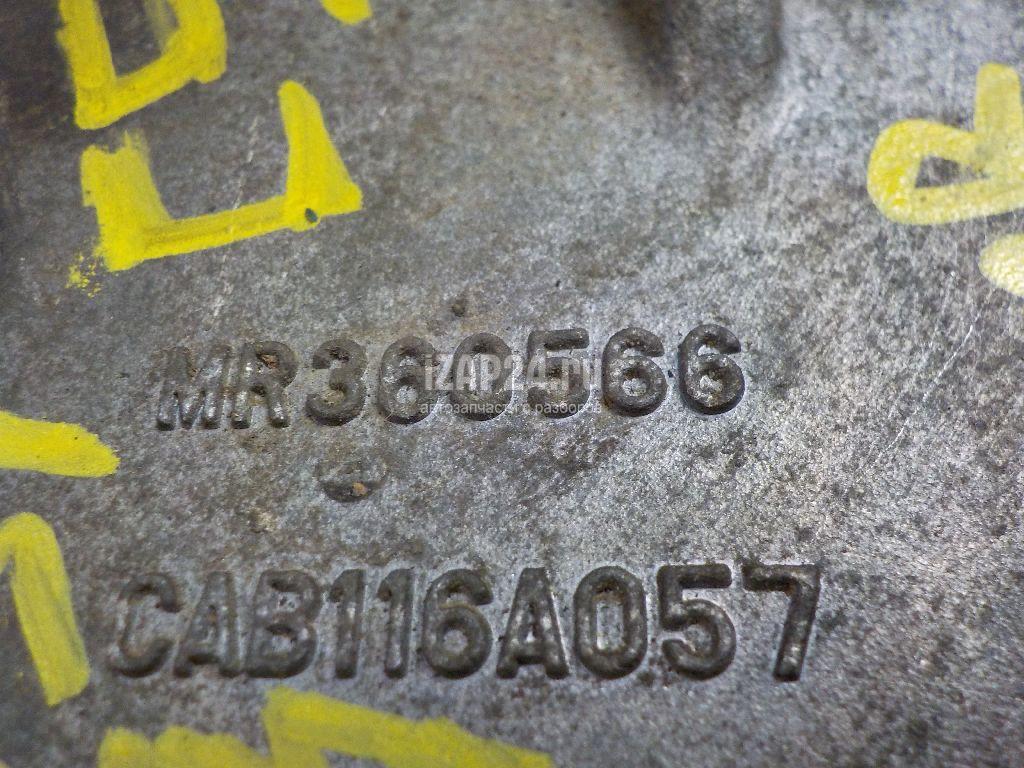 MR360566
iZAP24.ru
автозапчасти с разборов
CAB116A057